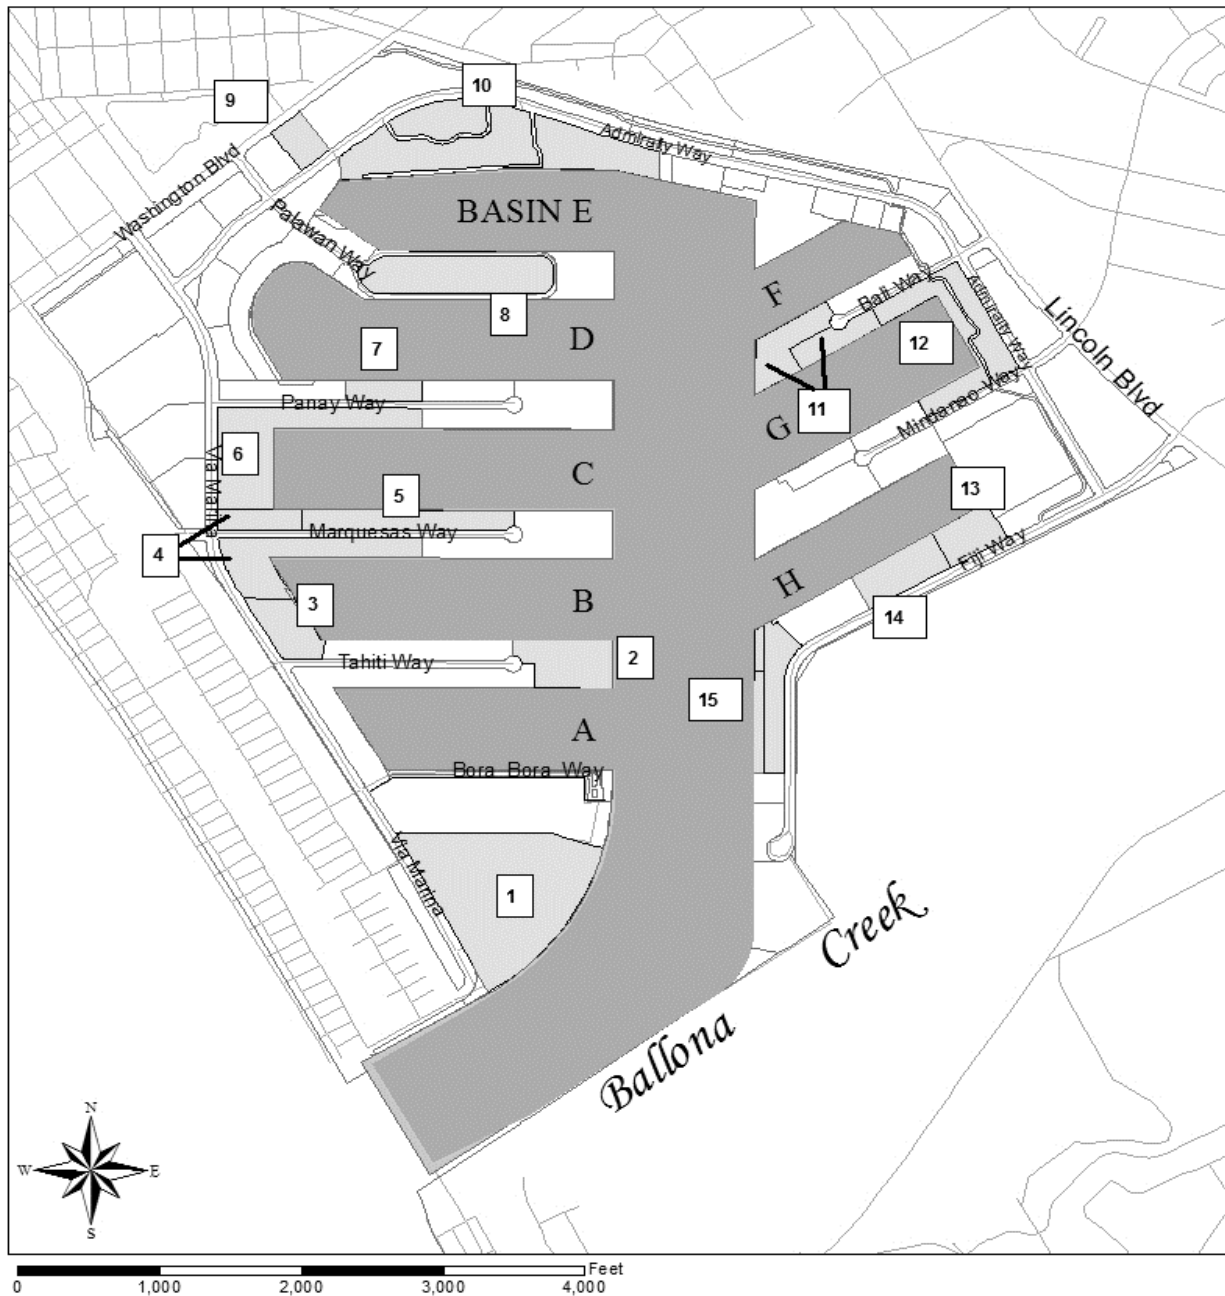 10
9
Admiralty Way
Washington Blvd
BASIN E
Palawan Way
F
Bali Way
Admiralty Way
Lincoln Blvd
8
D
7
12
Panay Way
11
Mindanao Way
G
6
Via Marina
C
5
13
Marquesas Way
4
Fiji Way
H
3
B
14
2
Tahiti Way
15
A
Bora Bora Way
Via Marina
1
Creek
Ballona
N
W
E
S
Feet
0 1,000 2,000 3,000 4,000